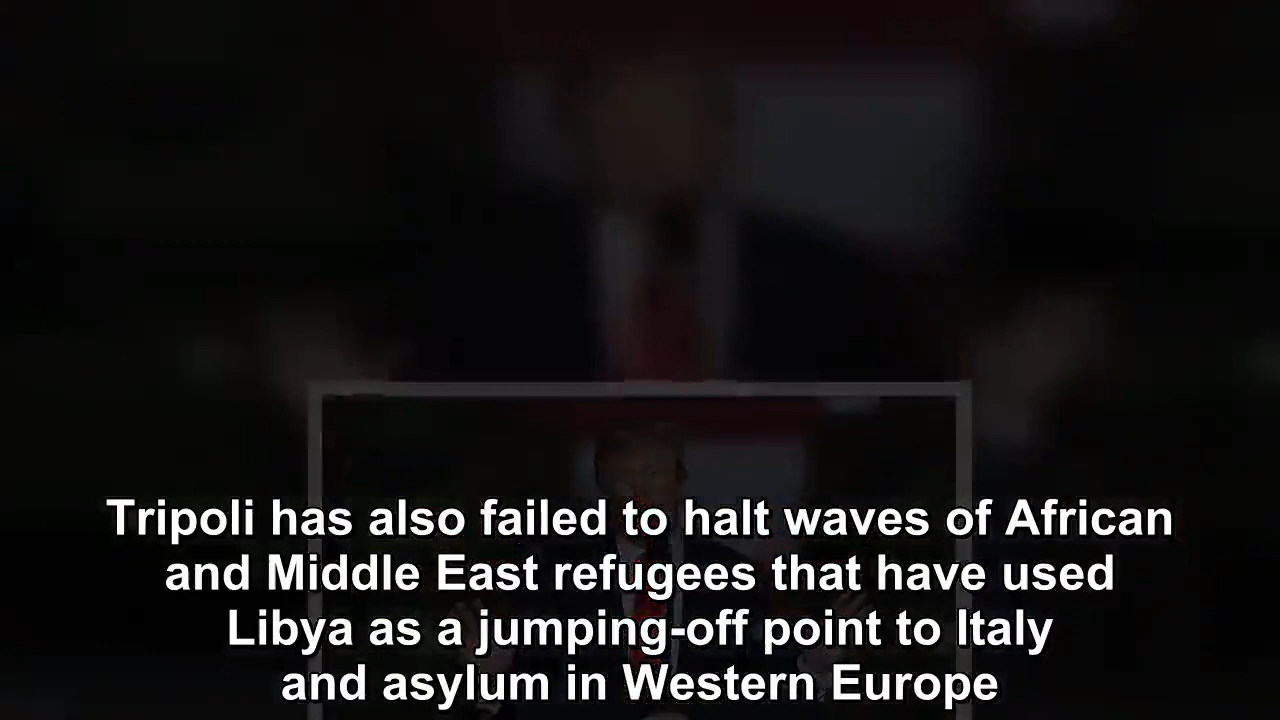 Tripoli has also failed to halt waves of African
and Middle East refugees that have used
Libya as a jumping-off point to Italy
and asylum in Western Europe